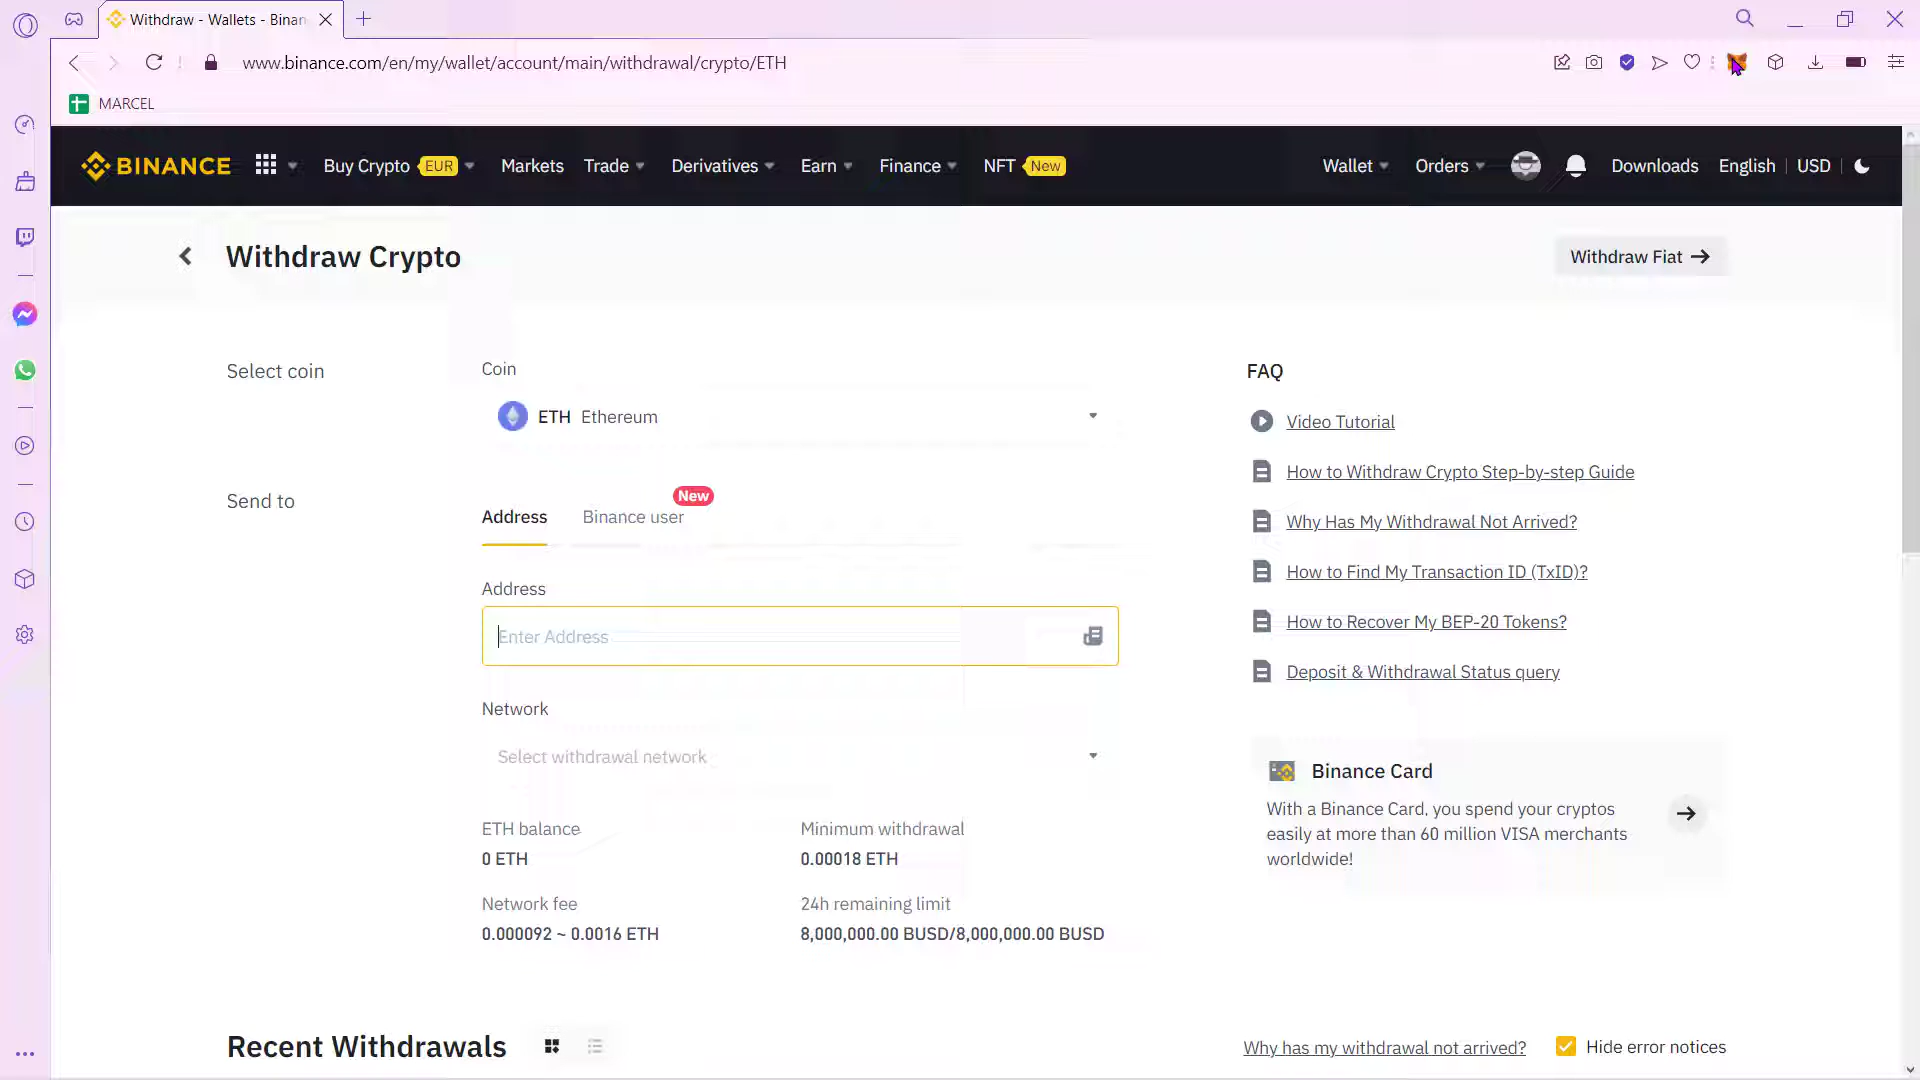 Withdraw - Wallets - Binan
www.binance.com/en/my/wallet/account/main/withdrawal/crypto/ETH
MARCEL
BINANCE
Buy Crypto EUR Markets Trade Derivatives Earn Finance NFT New Wallet Orders Downloads English USD
Withdraw Crypto
Withdraw Fiat
Select coin
Coin
ETH Ethereum
Send to
New
Address Binance user
Address
Enter Address
Network
Select withdrawal network
ETH balance Minimum withdrawal
0 ETH 0.00018 ETH
Network fee 24h remaining limit
0.000092 ~ 0.0016 ETH 8,000,000.00 BUSD/8,000,000.00 BUSD
FAQ
Video Tutorial
How to Withdraw Crypto Step-by-step Guide
Why Has My Withdrawal Not Arrived?
How to Find My Transaction ID (TxID)?
How to Recover My BEP-20 Tokens?
Deposit & Withdrawal Status query
Binance Card
With a Binance Card, you spend your cryptos
easily at more than 60 million VISA merchants
worldwide!
Recent Withdrawals
Why has my withdrawal not arrived? Hide error notices